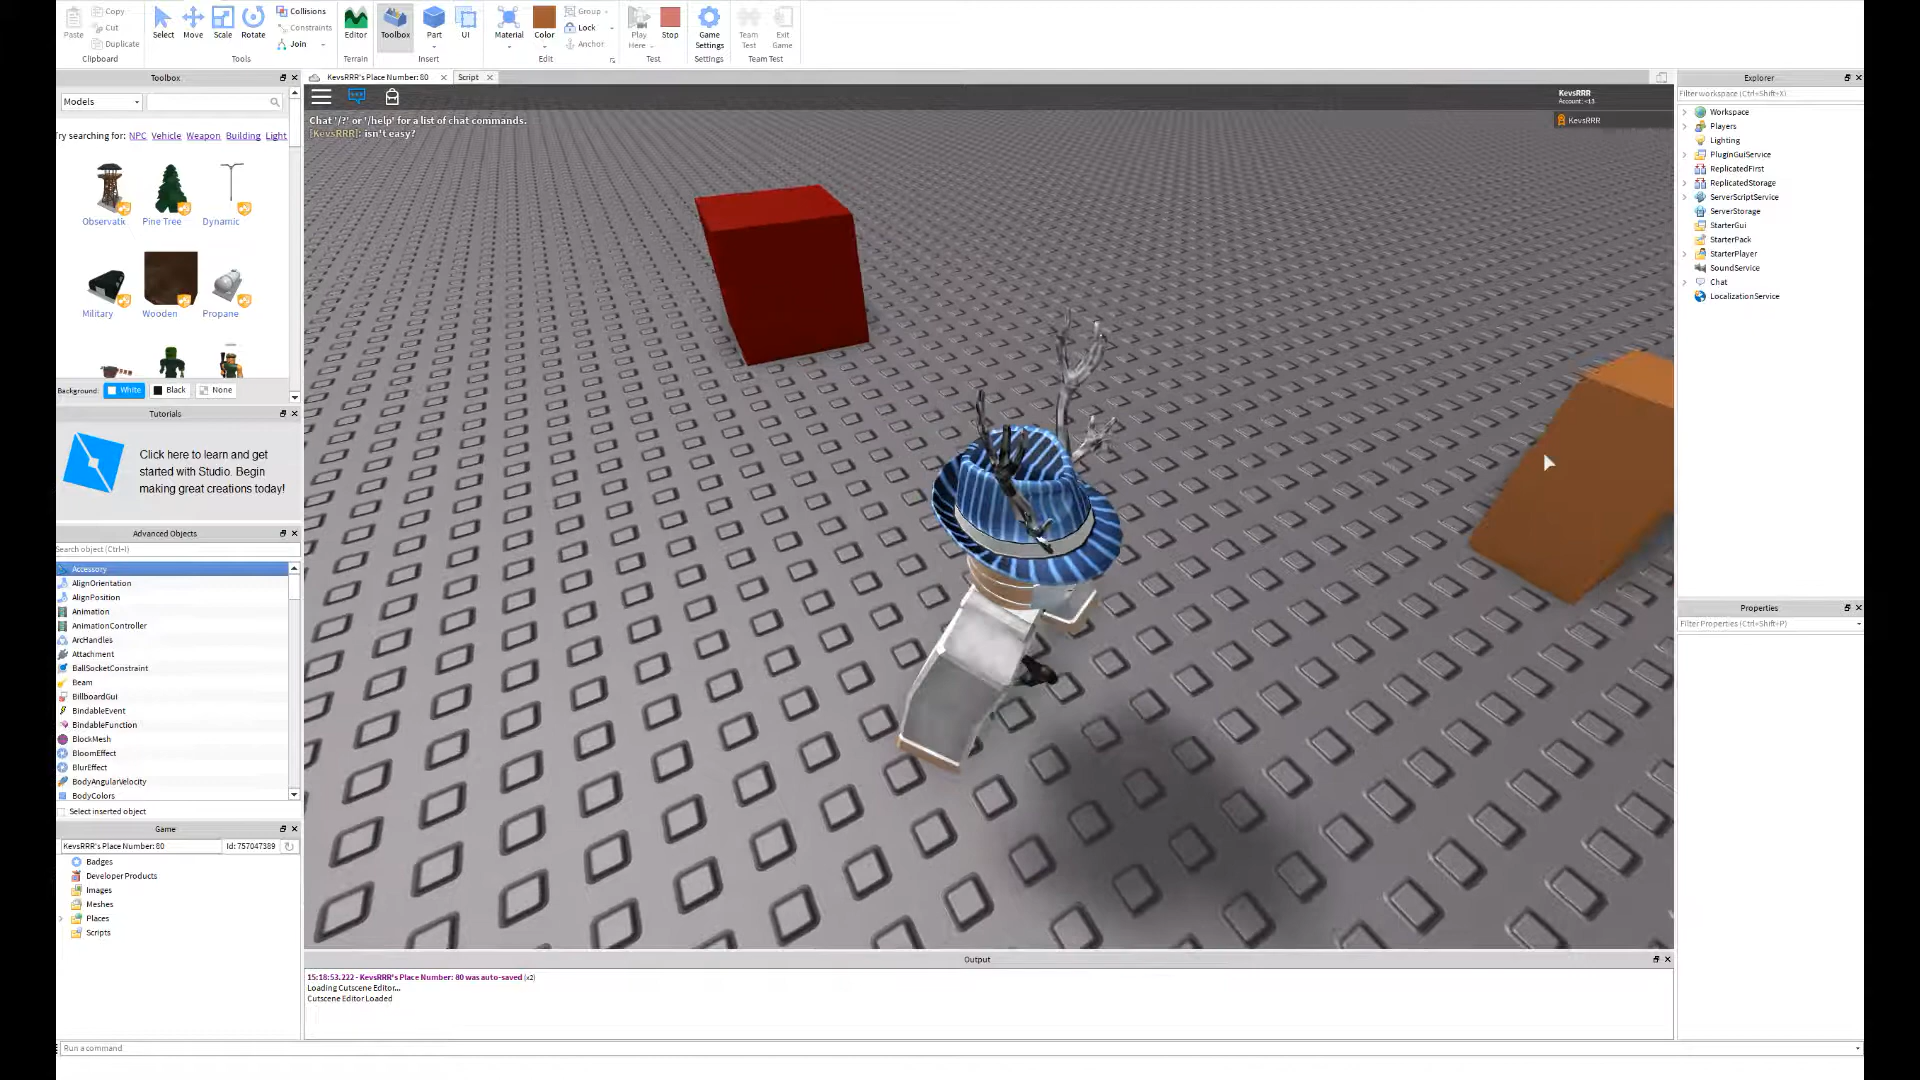 Paste
Copy
Cut
Duplicate
Clipboard
Select
Move
Scale
Rotate
Collisions
Constraints
Join
Tools
Editor
Terrain
Toolbox
Part
UI
Insert
Material
Color
Group
Lock
Anchor
Edit
Play
Here
Stop
Test
Game
Settings
Settings
Team
Test
Exit
Game
Team Test
Toolbox
KevsRRR's Place Number: 80
Script
Explorer
Models
Filter workspace (Ctrl+Shift+X)
Try searching for: NPC Vehicle Weapon Building Light
Observatic
Pine Tree
Dynamic
Military
Wooden
Propane
Background:
White
Black
None
Tutorials
Click here to learn and get
started with Studio. Begin
making great creations today!
Advanced Objects
Search object (Ctrl+I)
Accessory
AlignOrientation
AlignPosition
Animation
AnimationController
ArcHandles
Attachment
BallSocketConstraint
Beam
BillboardGui
BindableEvent
BindableFunction
BlockMesh
BloomEffect
BlurEffect
BodyAngularVelocity
BodyColors
Select inserted object
Game
KevsRRR's Place Number: 80
Id: 757047389
Badges
Developer Products
Images
Meshes
Places
Scripts
Chat '/?' or '/help' for a list of chat commands.
[KevsRRR]: isn't easy?
KevsRRR
Account: <13
KevsRRR
Workspace
Players
Lighting
PluginGuiService
ReplicatedFirst
ReplicatedStorage
ServerScriptService
ServerStorage
StarterGui
StarterPack
StarterPlayer
SoundService
Chat
LocalizationService
Properties
Filter Properties (Ctrl+Shift+P)
Output
15:18:53.222 - KevsRRR's Place Number: 80 was auto-saved (x2)
Loading Cutscene Editor...
Cutscene Editor Loaded
Run a command